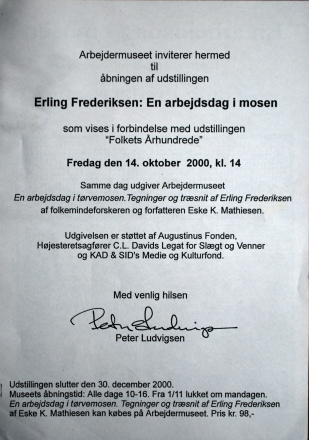 Arbejdermuseet inviterer hermed
til
åbningen af udstillingen
Erling Frederiksen: En arbejdsdag i mosen
som vises i forbindelse med udstillingen
“Folkets Århundrede”
Fredag den 14. oktober 2000, kl. 14
Samme dag udgiver Arbejdermuseet
En arbejdsdag i tørvemosen. Tegninger og træsnit af Erling Frederiksen
af folkemindeforskeren og forfatteren Eske K. Mathiesen.
Udgivelsen er støttet af Augustinus Fonden,
Højesteretsagfører C.L. Davids Legat for Slægt og Venner
og KAD & SID's Medie og Kulturfond.
Med venlig hilsen
Peter Ludvigsen
Peter Ludvigsen
Udstillingen slutter den 30. december 2000.
Museets åbningstid: Alle dage 10-16. Fra 1/11 lukket om mandagen.
En arbejdsdag i tørvemosen. Tegninger og træsnit af Erling Frederiksen
af Eske K. Mathiesen kan købes på Arbejdermuseet. Pris kr. 98,-